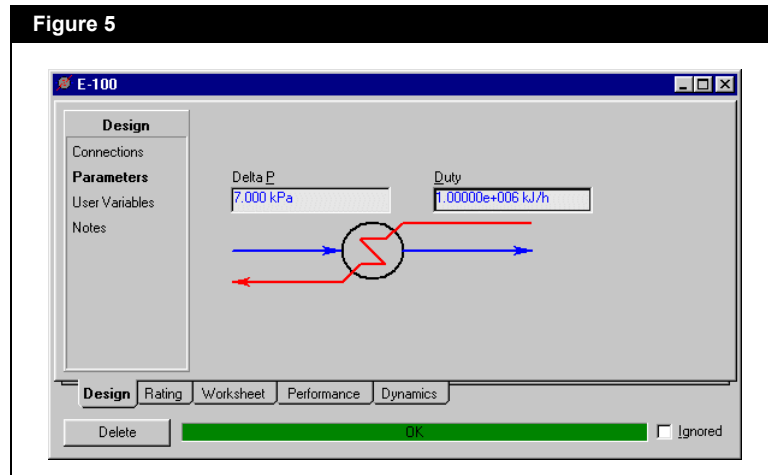 Figure 5
E-100
Design
Connections
Parameters
User Variables
Notes
Delta P
Duty
7.000 kPa
1.00000e+006 kJ/h
Design Rating Worksheet Performance Dynamics
Delete OK Ignored